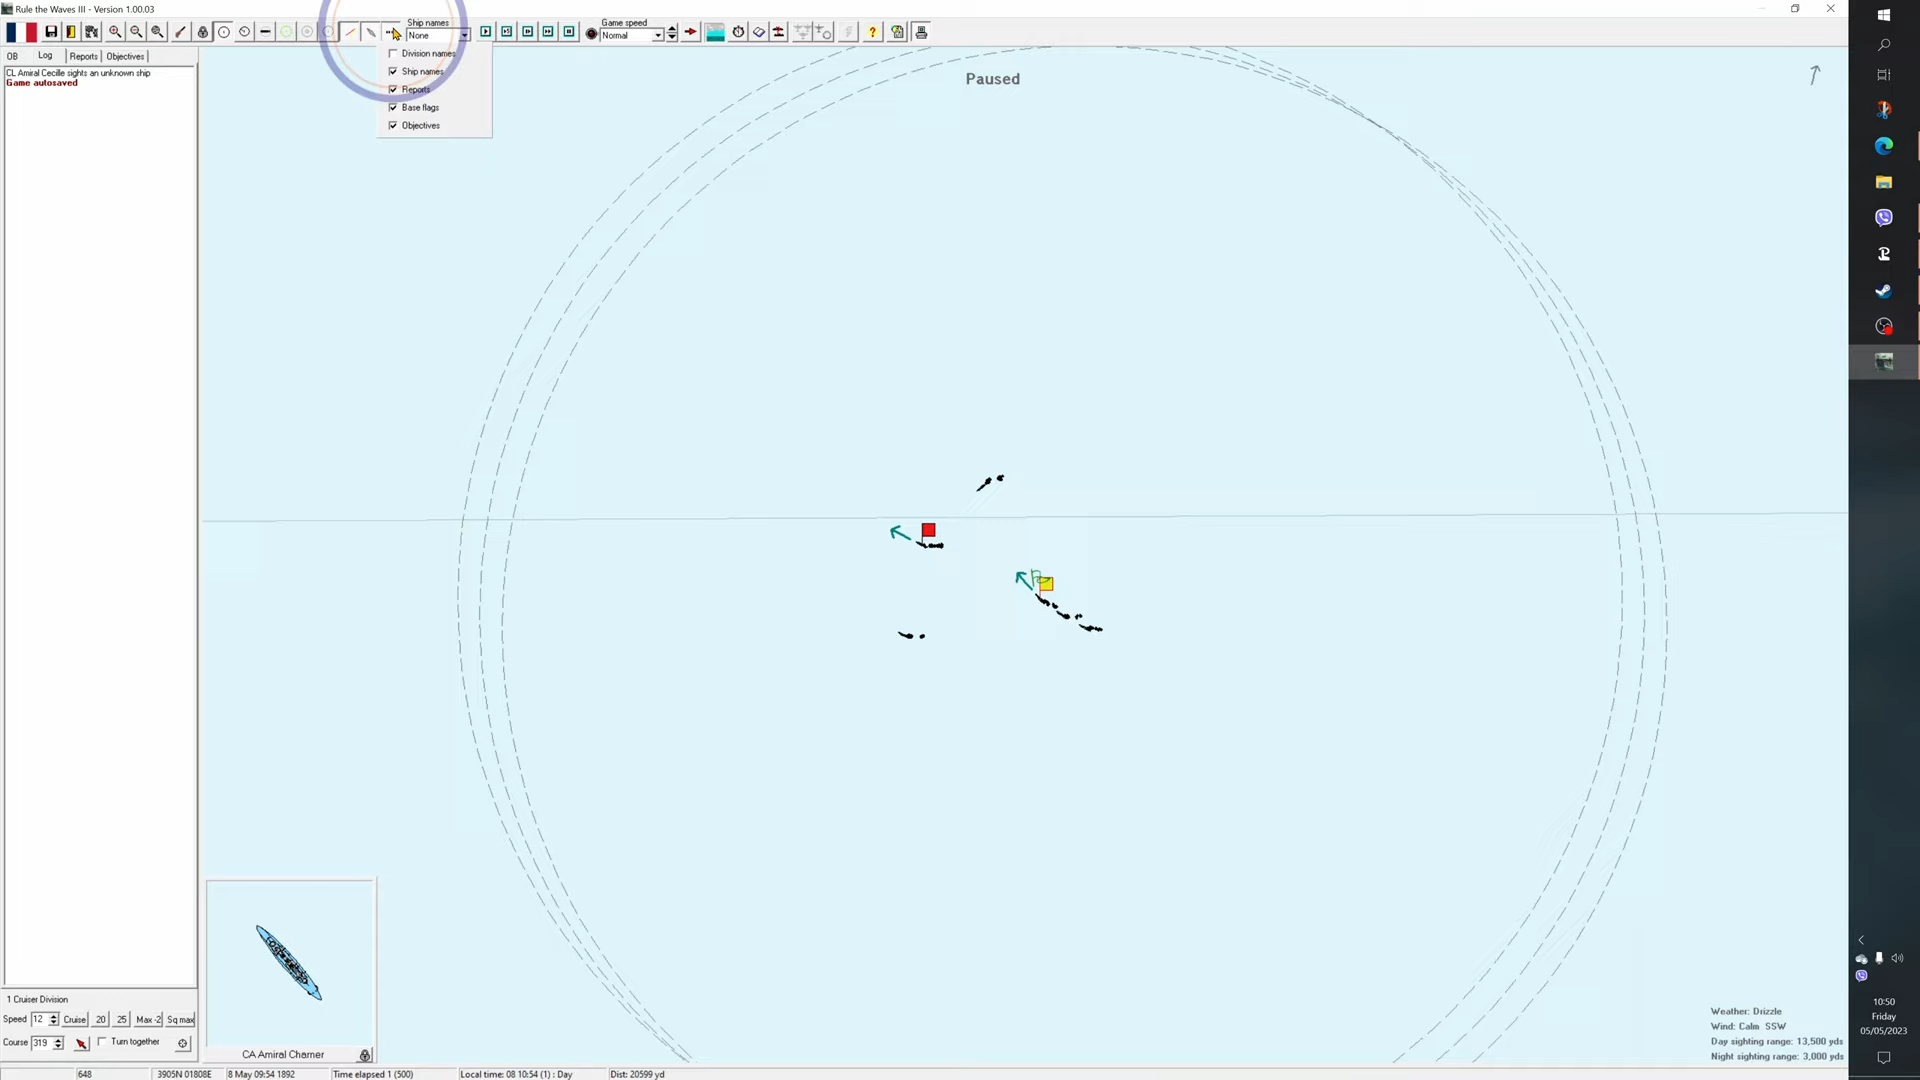 Rule the Waves III - Version 1.00.03
Ship names
Game speed
None
Normal
OB Log Reports Objectives
Division names
Ship names
Reports
Base flags
Objectives
CL Amiral Cecille sights an unknown ship
Game autosaved
Paused
1 Cruiser Division
Speed 12 Cruise 20 25 Max -2 Sq max
Course 319 Turn together
CA Amiral Charner
Weather: Drizzle
Wind: Calm SSW
Day sighting range: 13,500 yds
Night sighting range: 3,000 yds
648 3905N 01808E 8 May 09:54 1892 Time elapsed 1 (500) Local time: 08 10:54 (1) : Day Dist: 20599 yd
10:50
Friday
05/05/2023